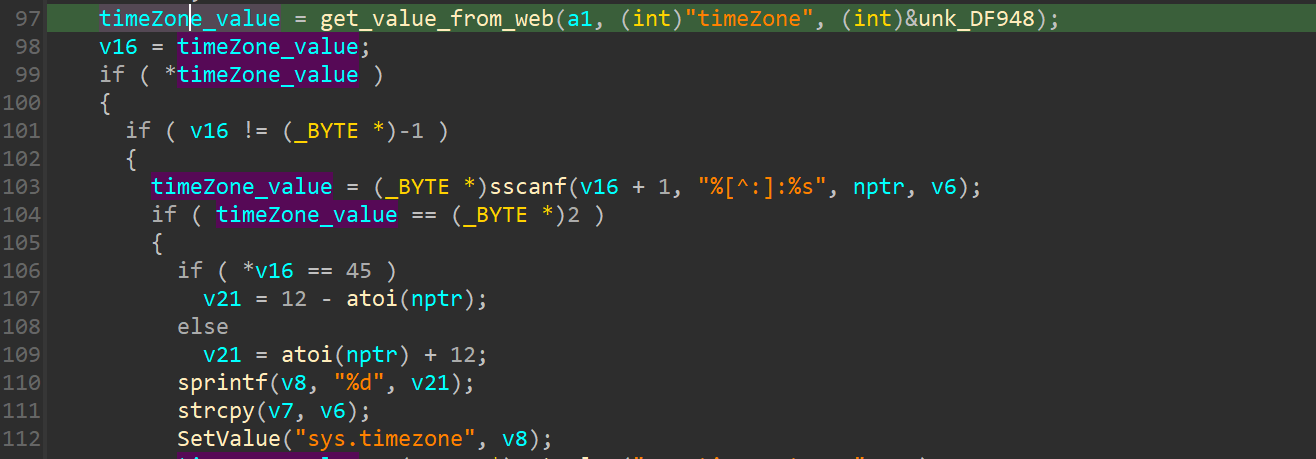 97 timeZone_value = get_value_from_web(a1, (int)"timeZone", (int)&unk_DF948);
98 v16 = timeZone_value;
99 if ( *timeZone_value )
100 {
101 if ( v16 != (_BYTE *)-1 )
102 {
103 timeZone_value = (_BYTE *)sscanf(v16 + 1, "%[^:]:%s", nptr, v6);
104 if ( timeZone_value == (_BYTE *)2 )
105 {
106 if ( *v16 == 45 )
107 v21 = 12 - atoi(nptr);
108 else
109 v21 = atoi(nptr) + 12;
110 sprintf(v8, "%d", v21);
111 strcpy(v7, v6);
112 SetValue("sys.timezone", v8);